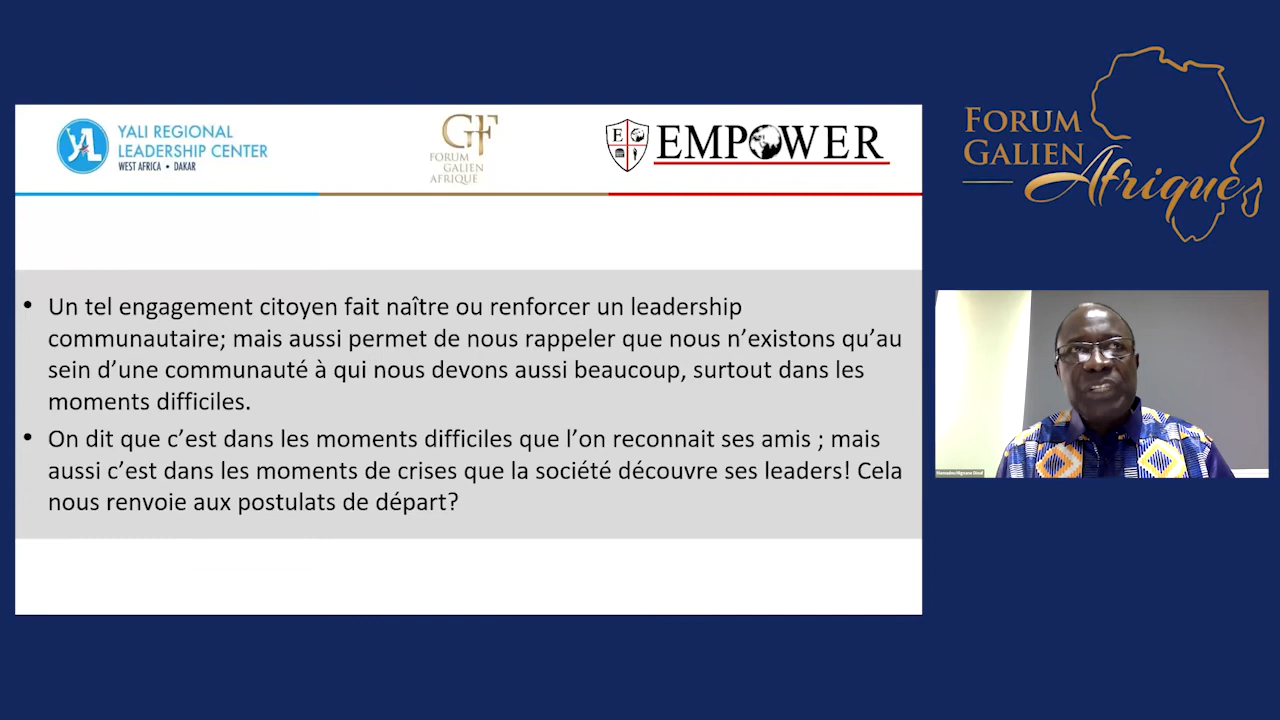 YALI REGIONAL
LEADERSHIP CENTER
WEST AFRICA • DAKAR
GF
FORUM
GALIEN
AFRIQUE
E
EMPOWER
FORUM
GALIEN
Afrique
• Un tel engagement citoyen fait naître ou renforcer un leadership
communautaire; mais aussi permet de nous rappeler que nous n’existons qu’au
sein d’une communauté à qui nous devons aussi beaucoup, surtout dans les
moments difficiles.
• On dit que c’est dans les moments difficiles que l’on reconnait ses amis ; mais
aussi c’est dans les moments de crises que la société découvre ses leaders! Cela
nous renvoie aux postulats de départ?